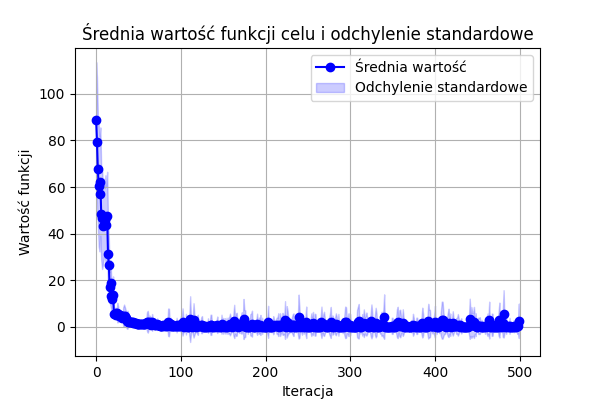 Średnia wartość funkcji celu i odchylenie standardowe
Średnia wartość
Odchylenie standardowe
Wartość funkcji
100
80
60
40
20
0
0 100 200 300 400 500
Iteracja